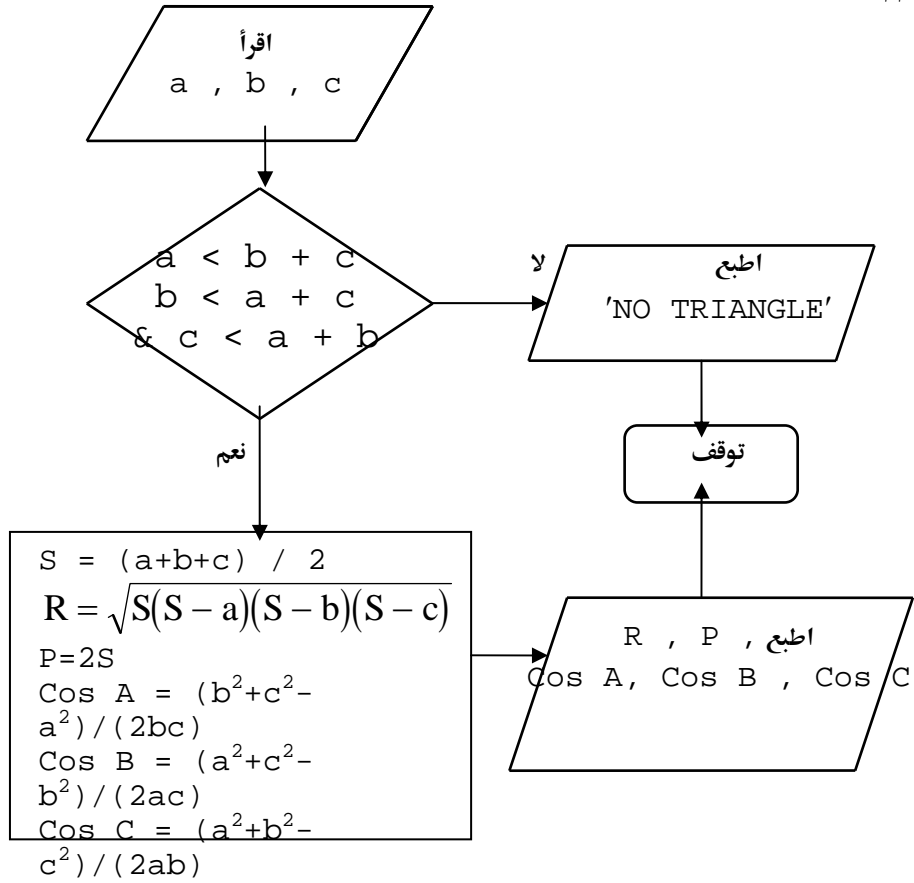 اقرأ
a , b , c
a < b + c
b < a + c
& c < a + b
لا
اطبع
'NO TRIANGLE'
توقف
نعم
S = (a+b+c) / 2
R = √S(S − a)(S − b)(S − c)
P=2S
Cos A = (b²+c²-
a²)/(2bc)
Cos B = (a²+c²-
b²)/(2ac)
Cos C = (a²+b²-
c²)/(2ab)
R , P , اطبع
Cos A, Cos B , Cos C